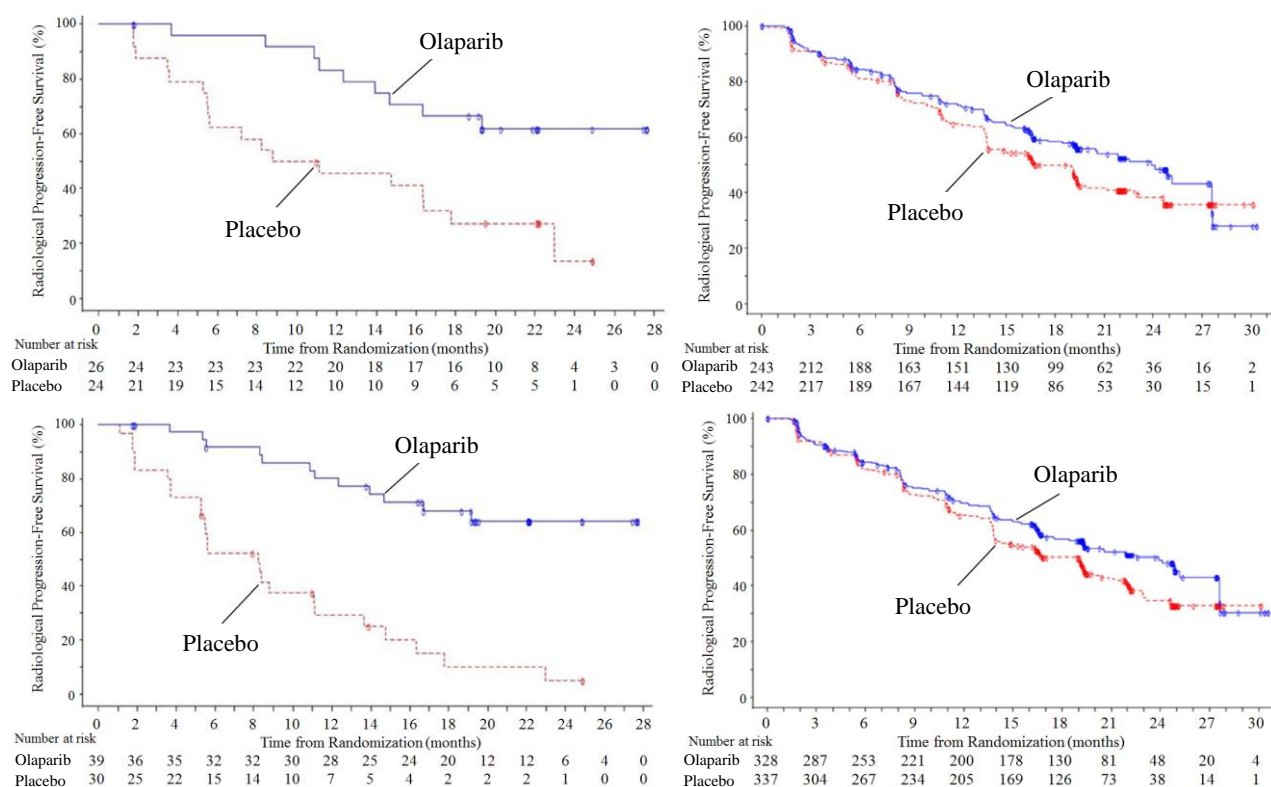 Radiological Progression-Free Survival (%)
100
80
60
40
20
0
Olaparib
Placebo
0 2 4 6 8 10 12 14 16 18 20 22 24 26 28
Number at risk
Time from Randomization (months)
Olaparib 26 24 23 23 23 22 20 18 17 16 10 8 4 3 0
Placebo 24 21 19 15 14 12 10 10 9 6 5 5 1 0 0
Radiological Progression-Free Survival (%)
100
80
60
40
20
0
Olaparib
Placebo
0 3 6 9 12 15 18 21 24 27 30
Number at risk
Time from Randomization (months)
Olaparib 243 212 188 163 151 130 99 62 36 16 2
Placebo 242 217 189 167 144 119 86 53 30 15 1
Radiological Progression-Free Survival (%)
100
80
60
40
20
0
Olaparib
Placebo
0 2 4 6 8 10 12 14 16 18 20 22 24 26 28
Number at risk
Time from Randomization (months)
Olaparib 39 36 35 32 32 30 28 25 24 20 12 12 6 4 0
Placebo 30 25 22 15 14 10 7 5 4 2 2 2 1 0 0
Radiological Progression-Free Survival (%)
100
80
60
40
20
0
Olaparib
Placebo
0 3 6 9 12 15 18 21 24 27 30
Number at risk
Time from Randomization (months)
Olaparib 328 287 253 221 200 178 130 81 48 20 4
Placebo 337 304 267 234 205 169 126 73 38 14 1